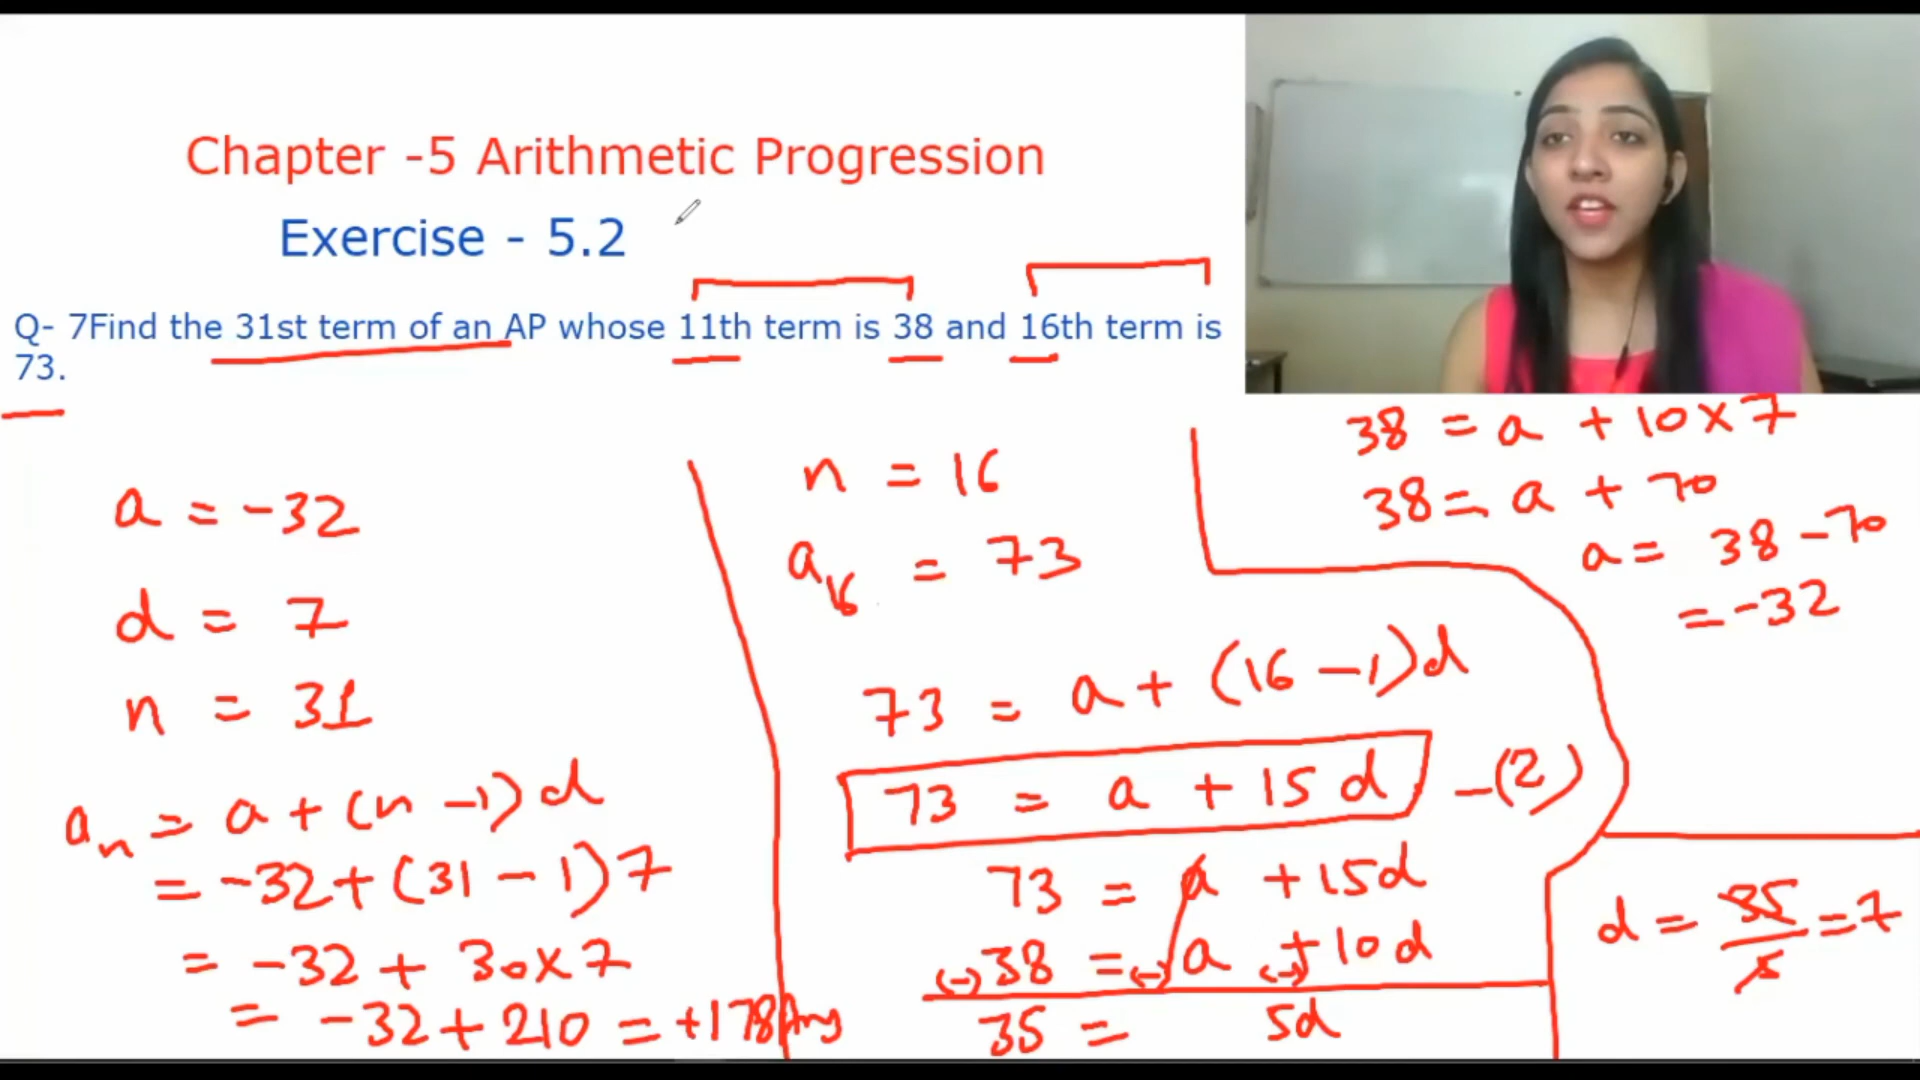 Chapter -5 Arithmetic Progression
Exercise - 5.2
Q- 7Find the 31st term of an AP whose 11th term is 38 and 16th term is
73.
a = -32
d = 7
n = 31
aₙ = a + (n - 1) d
= -32 + (31 - 1) 7
= -32 + 30 x 7
= -32 + 210 = +178 Ans
n = 16
a₁₆ = 73
73 = a + (16 - 1)d
73 = a + 15 d - (2)
73 = a + 15d
(-) 38 = (-) a (-) + 10d
35 = 5d
38 = a + 10 x 7
38 = a + 70
a = 38 - 70
= -32
d = 35/5 = 7